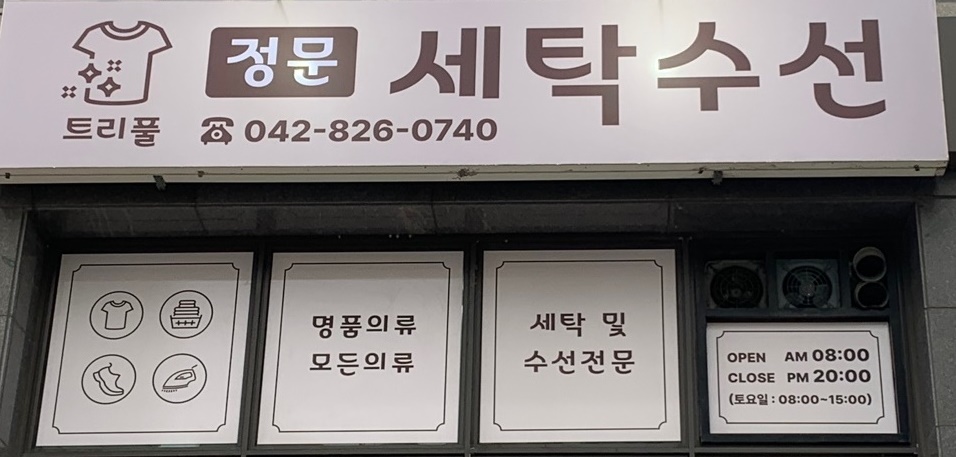 정문 세탁수선
트리풀 042-826-0740
명품의류
모든의류
세탁 및
수선전문
OPEN AM 08:00
CLOSE PM 20:00
(토요일 : 08:00~15:00)